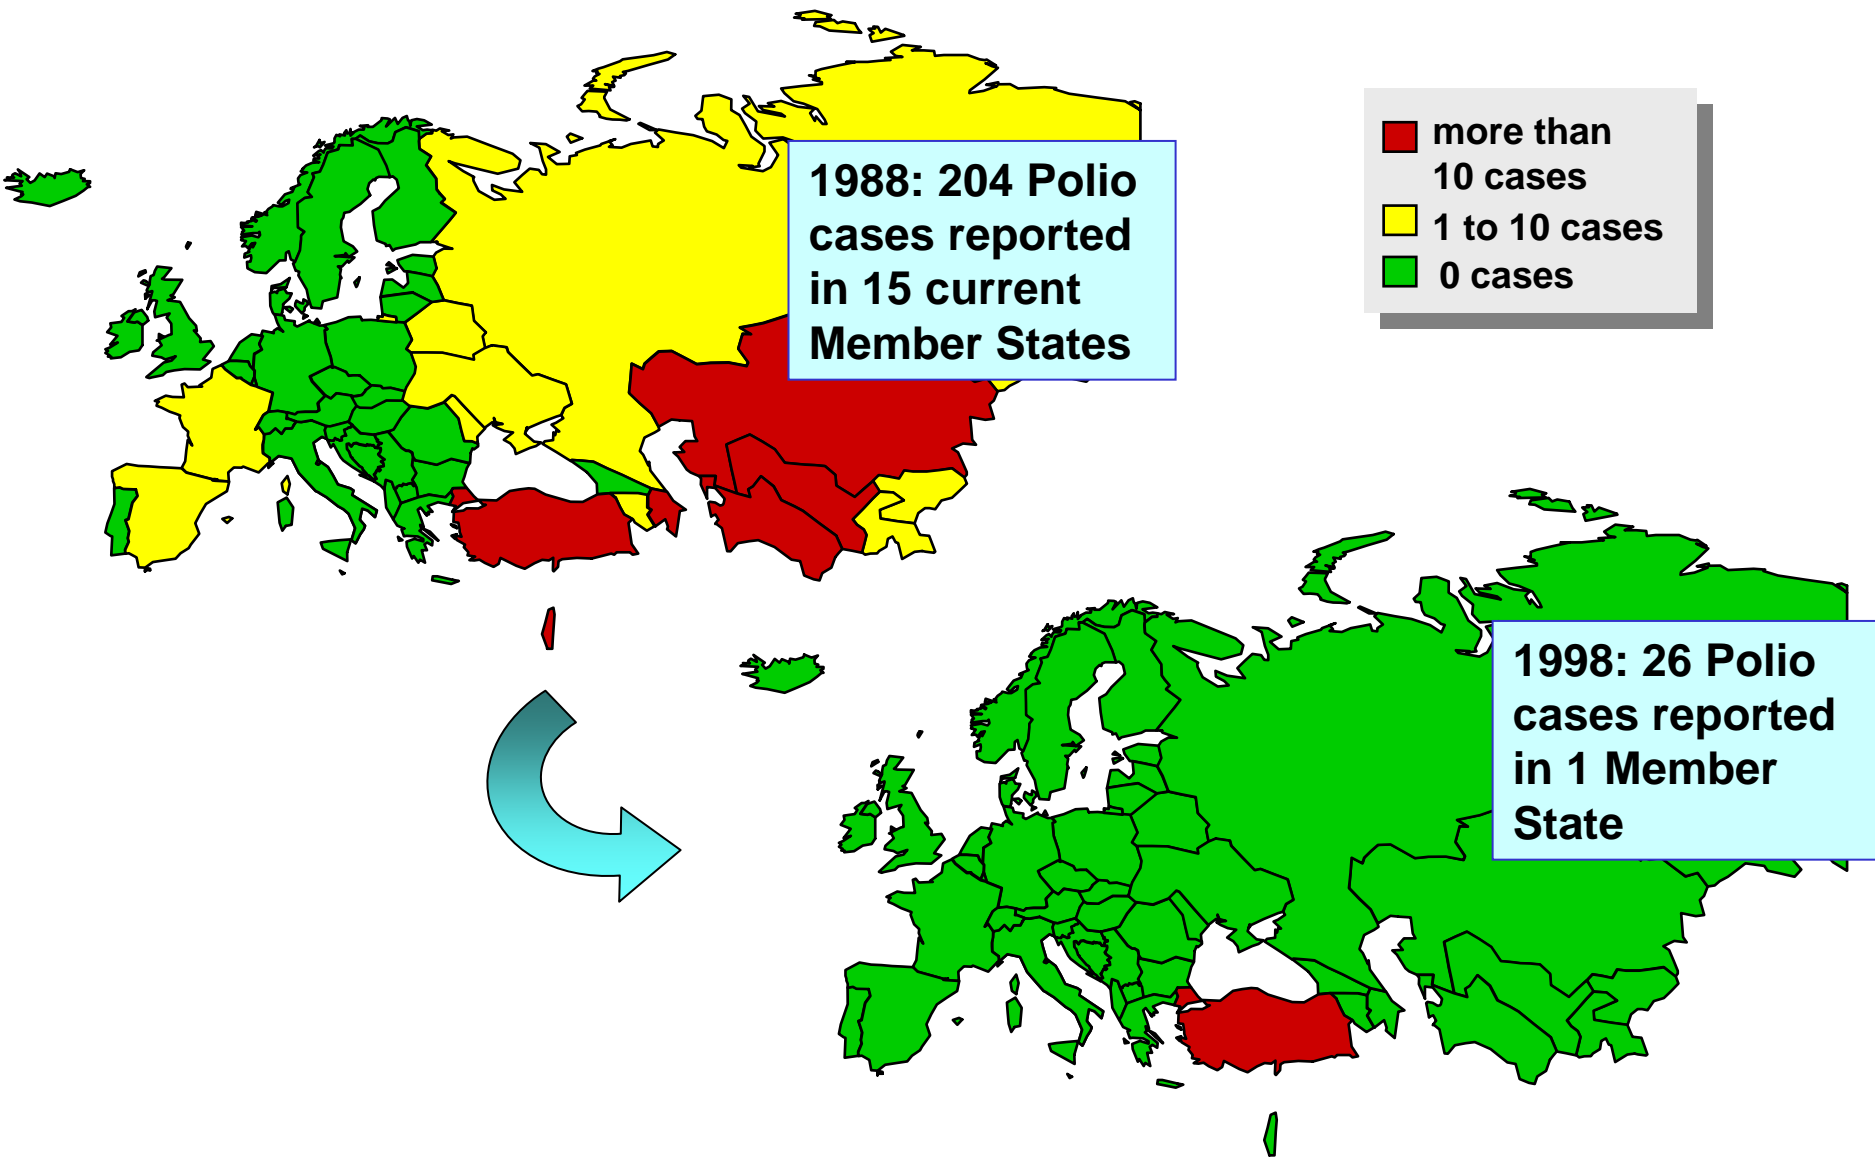 1988: 204 Polio
cases reported
in 15 current
Member States
more than
10 cases
1 to 10 cases
0 cases
1998: 26 Polio
cases reported
in 1 Member
State